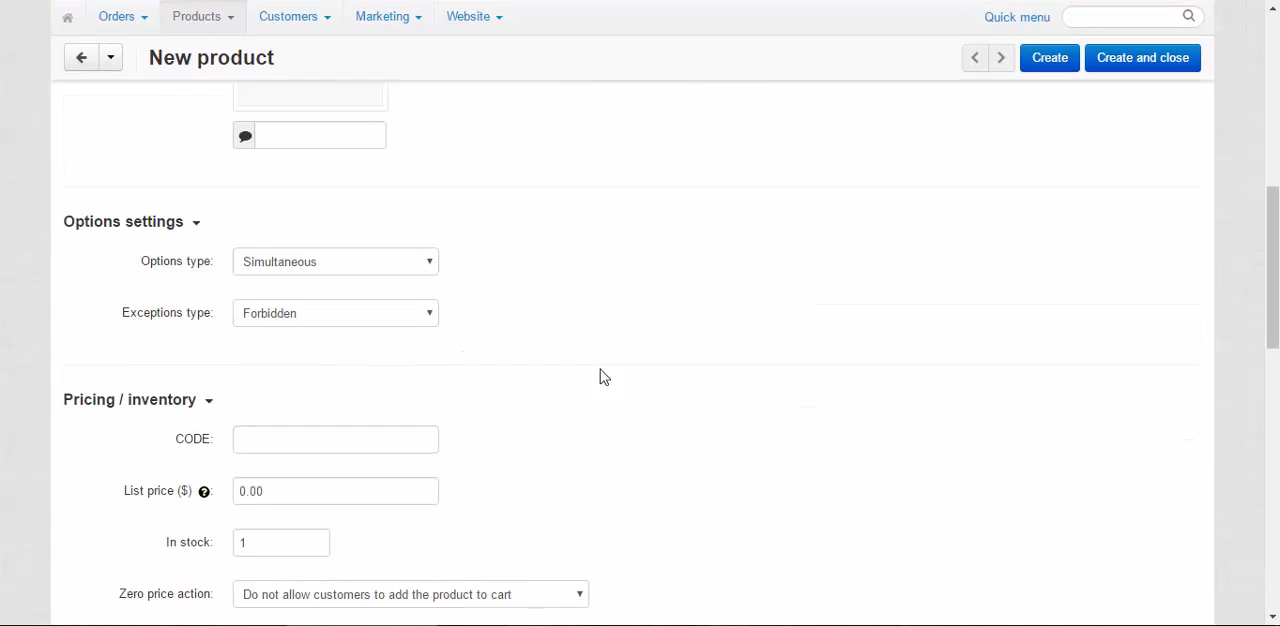 Orders Products Customers Marketing Website Quick menu
New product Create Create and close
Options settings
Options type: Simultaneous
Exceptions type: Forbidden
Pricing / inventory
CODE:
List price ($) ?: 0.00
In stock: 1
Zero price action: Do not allow customers to add the product to cart